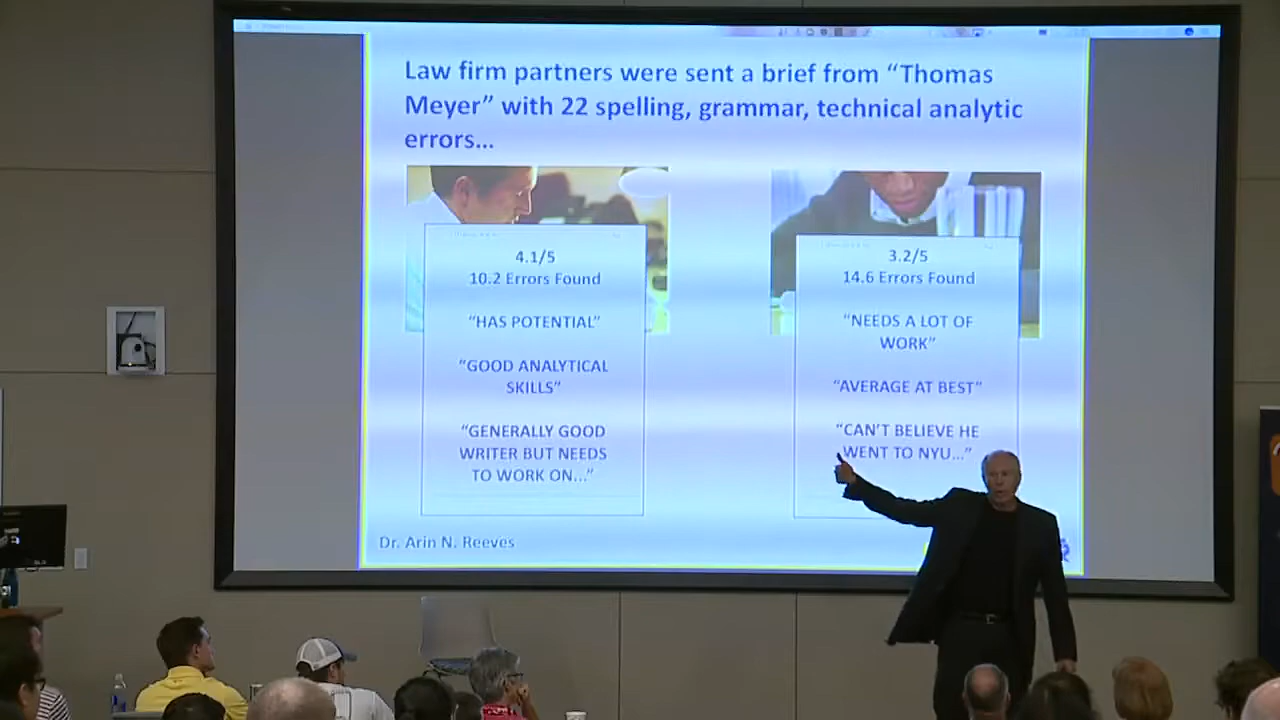 Law firm partners were sent a brief from “Thomas
Meyer” with 22 spelling, grammar, technical analytic
errors...
4.1/5
10.2 Errors Found
“HAS POTENTIAL”
“GOOD ANALYTICAL
SKILLS”
“GENERALLY GOOD
WRITER BUT NEEDS
TO WORK ON...”
3.2/5
14.6 Errors Found
“NEEDS A LOT OF
WORK”
“AVERAGE AT BEST”
“CAN’T BELIEVE HE
WENT TO NYU...”
Dr. Arin N. Reeves